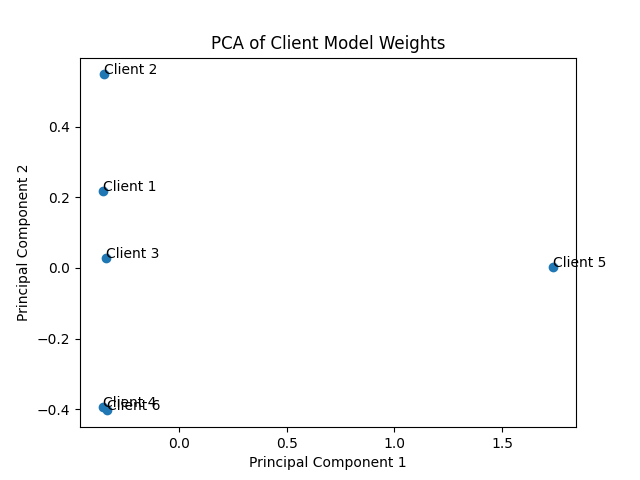 PCA of Client Model Weights
Principal Component 2
0.4
0.2
0.0
−0.2
−0.4
Client 2
Client 1
Client 3
Client 5
Client 4
Client 6
0.0
0.5
1.0
1.5
Principal Component 1